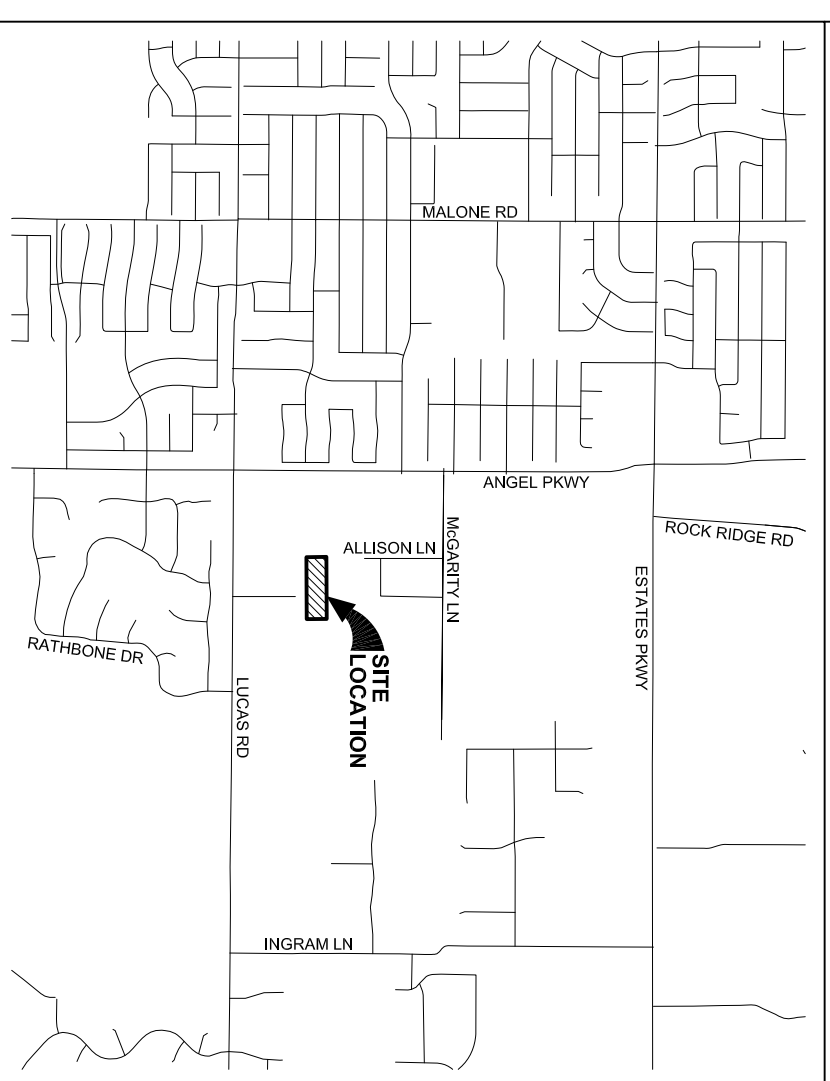 MALONE RD
ANGEL PKWY
ROCK RIDGE RD
ALLISON LN
McGARITY LN
ESTATES PKWY
RATHBONE DR
SITE
LOCATION
LUCAS RD
INGRAM LN